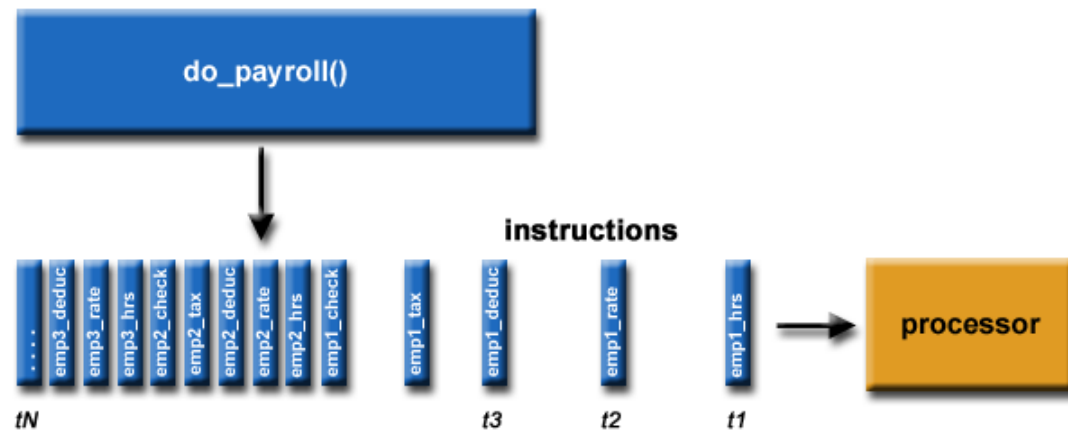 do_payroll()
instructions
. . . .
emp3_deduc
emp3_rate
emp3_hrs
emp2_check
emp2_tax
emp2_deduc
emp2_rate
emp2_hrs
emp1_check
emp1_tax
emp1_deduc
emp1_rate
emp1_hrs
processor
tN
t3
t2
t1